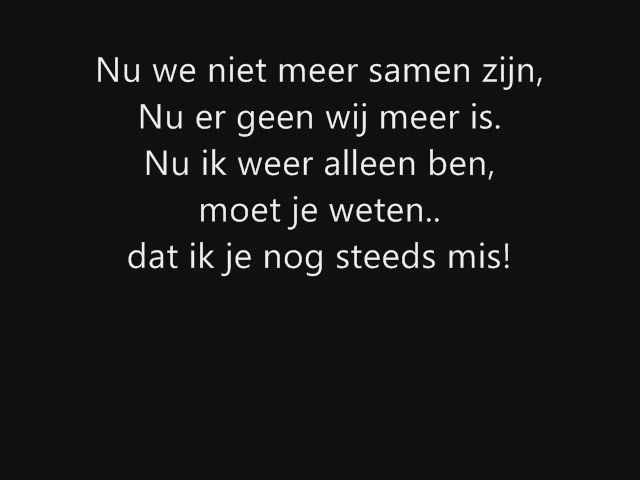 Nu we niet meer samen zijn,
Nu er geen wij meer is.
Nu ik weer alleen ben,
moet je weten..
dat ik je nog steeds mis!